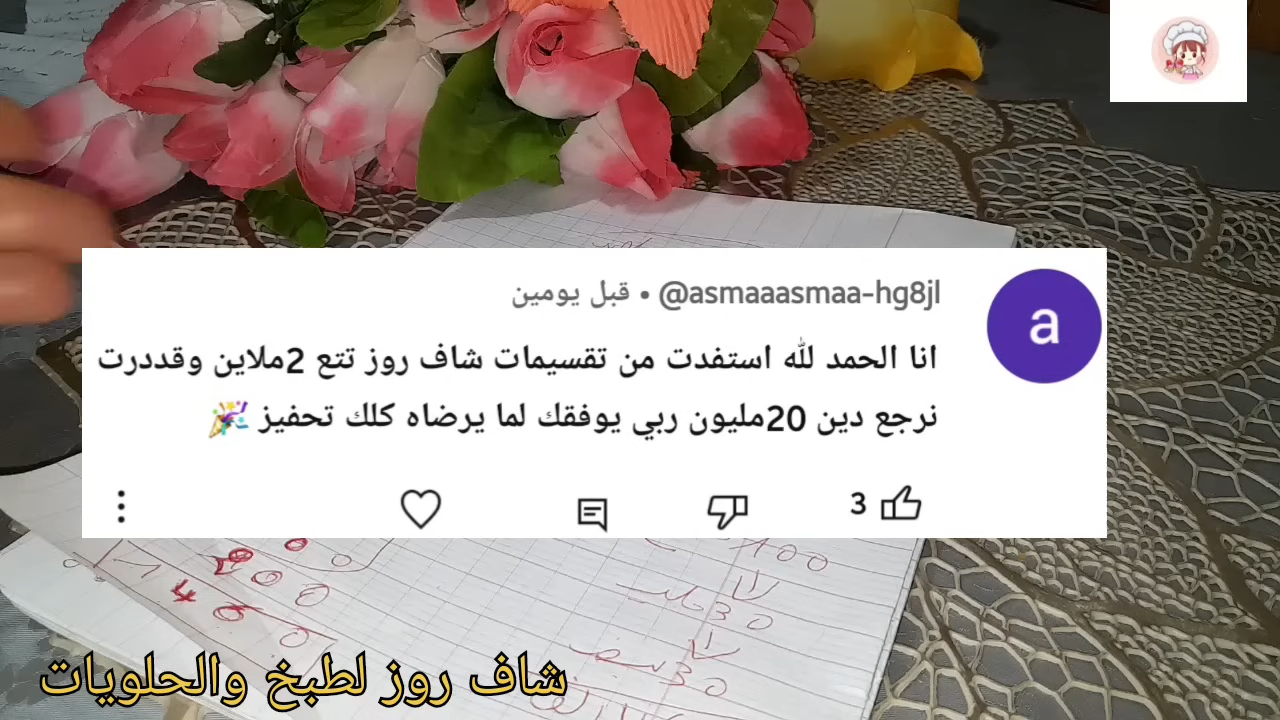 @asmaaasmaa-hg8jl • قبل يومين
a
انا الحمد لله استفدت من تقسيمات شاف روز تتع 2ملاين وقددرت
نرجع دين 20مليون ربي يوفقك لما يرضاه كلك تحفيز 🎉
3
شاف روز لطبخ والحلويات